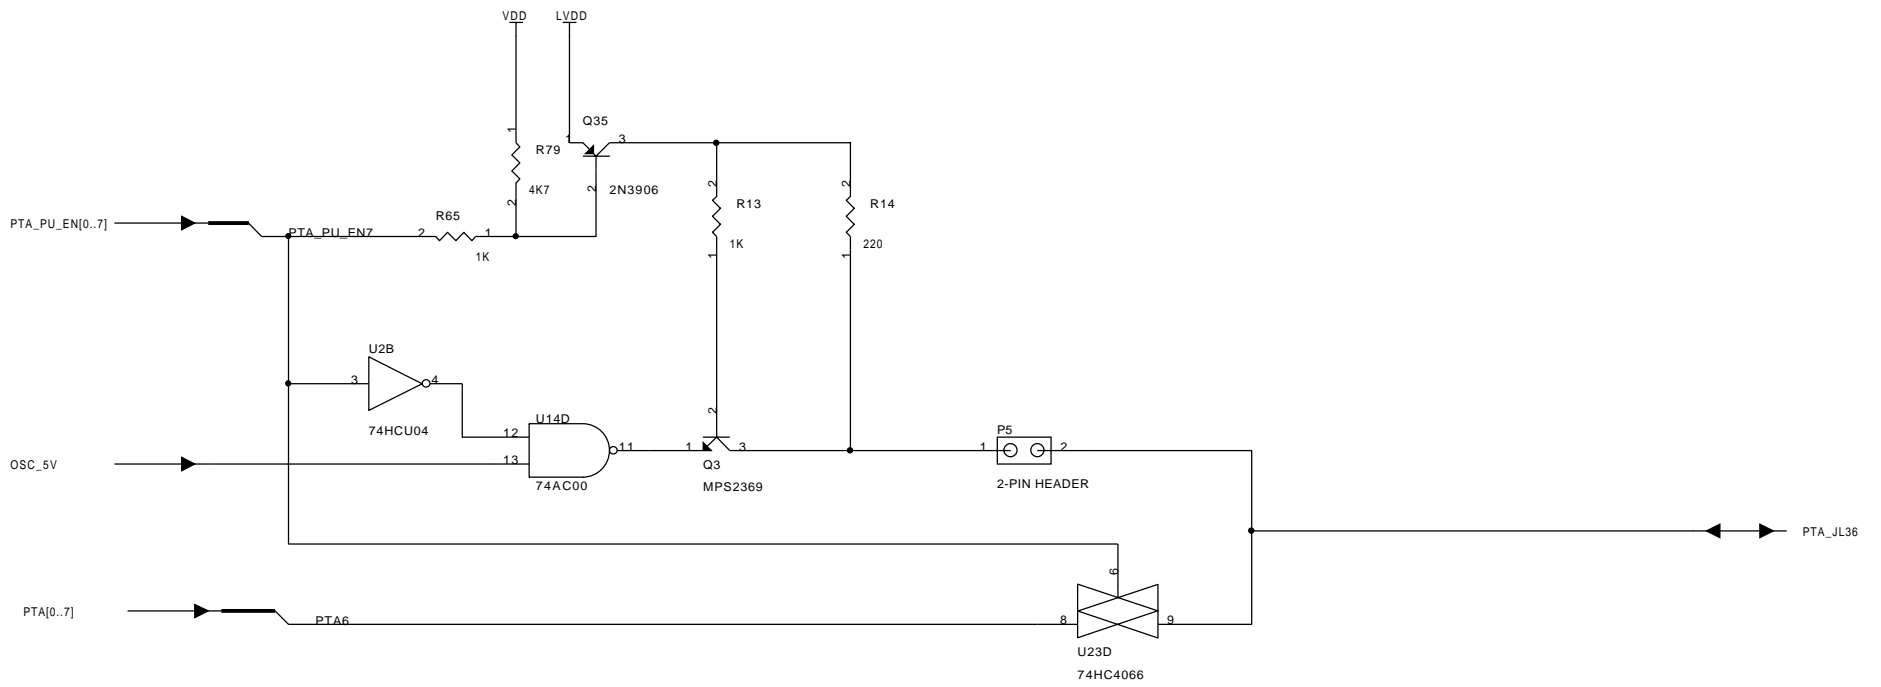 VDD
LVDD
Q35
1
1
3
R79
4K7
2
2
2N3906
2
2
R13
R14
1K
220
1
1
PTA_PU_EN[0..7]
R65
PTA_PU_EN7
2
1
1K
U2B
3
4
74HCU04
2
U14D
12
11
13
74AC00
OSC_5V
1
3
Q3
MPS2369
P5
1
2
2-PIN HEADER
PTA_JL36
6
PTA[0..7]
PTA6
8
9
U23D
74HC4066